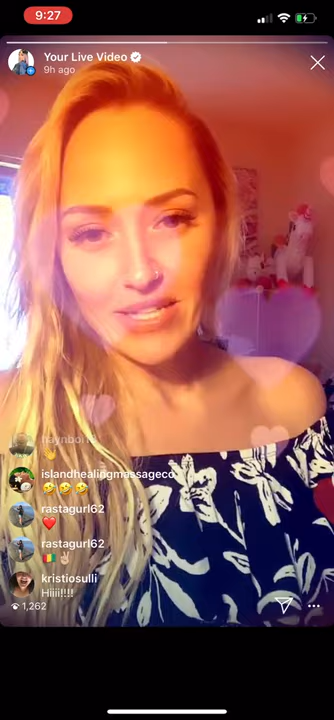 9:27
Your Live Video
9h ago
islandhealingmassageco
🤣🤣🤣
rastagurl62
❤️
rastagurl62
kristiosulli
Hiiii!!!!
1,262